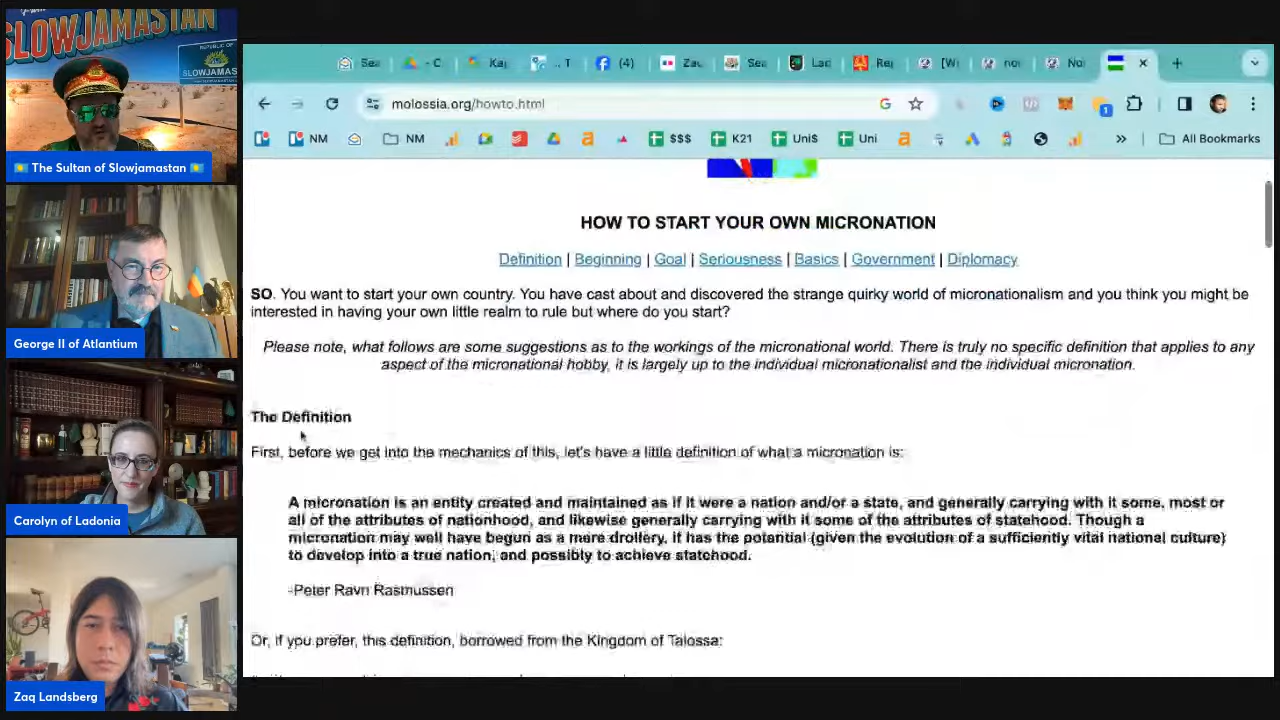 SLOWJAMASTAN
REPUBLIC OF
SLOWJAMAS
The Sultan of Slowjamastan
George II of Atlantium
Carolyn of Ladonia
Zaq Landsberg
Sea
- C
Kap
.. T
(4)
Zac
Sea
Lad
Rep
[Wi
nor
No
molossia.org/howto.html
NM
NM
$$$
K21
Uni$
Uni
»
All Bookmarks
HOW TO START YOUR OWN MICRONATION
Definition | Beginning | Goal | Seriousness | Basics | Government | Diplomacy
SO. You want to start your own country. You have cast about and discovered the strange quirky world of micronationalism and you think you might be
interested in having your own little realm to rule but where do you start?
Please note, what follows are some suggestions as to the workings of the micronational world. There is truly no specific definition that applies to any
aspect of the micronational hobby, it is largely up to the individual micronationalist and the individual micronation.
The Definition
First, before we get into the mechanics of this, let's have a little definition of what a micronation is:
A micronation is an entity created and maintained as if it were a nation and/or a state, and generally carrying with it some, most or
all of the attributes of nationhood, and likewise generally carrying with it some of the attributes of statehood. Though a
micronation may well have begun as a mere drollery, it has the potential (given the evolution of a sufficiently vital national culture)
to develop into a true nation, and possibly to achieve statehood.
-Peter Ravn Rasmussen
Or, if you prefer, this definition, borrowed from the Kingdom of Talossa: